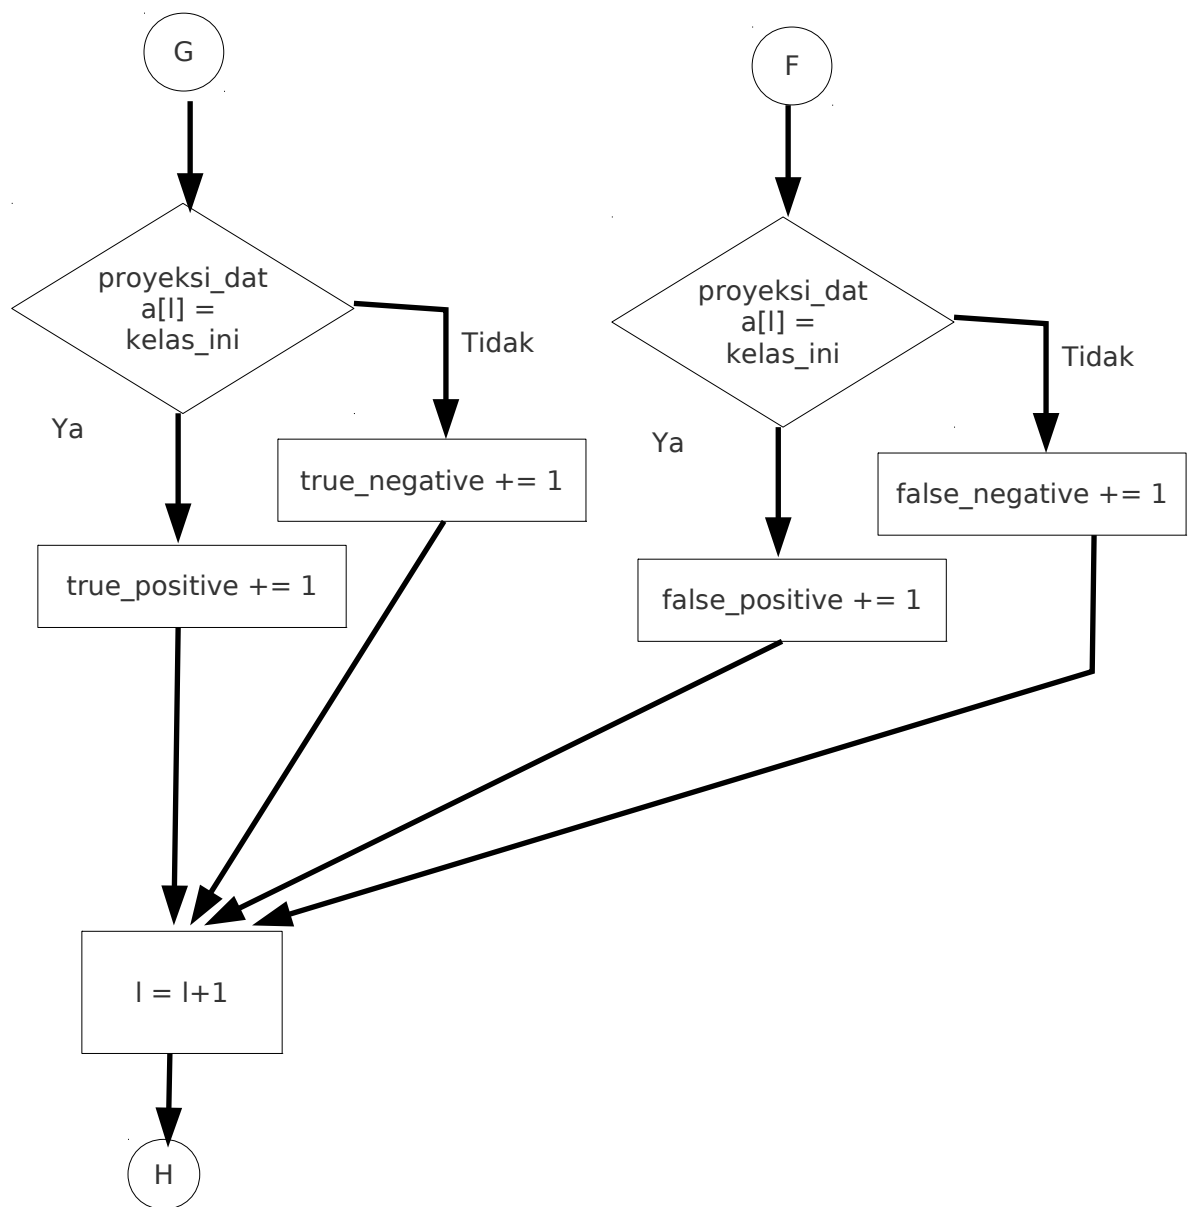 G
proyeksi_dat
a[l] =
kelas_ini
Tidak
Ya
true_negative += 1
true_positive += 1
F
proyeksi_dat
a[l] =
kelas_ini
Tidak
Ya
false_negative += 1
false_positive += 1
l = l+1
H